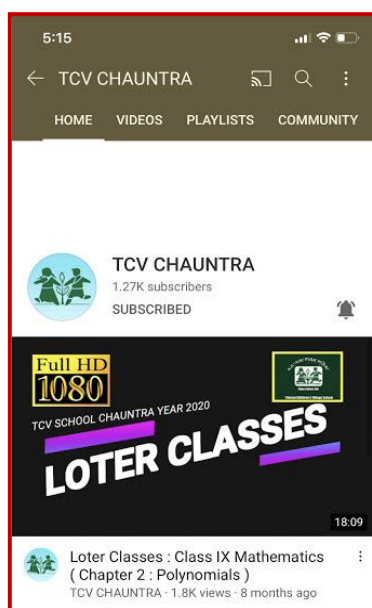 5:15
TCV CHAUNTRA
HOME VIDEOS PLAYLISTS COMMUNITY
TCV CHAUNTRA
1.27K subscribers
SUBSCRIBED
Full HD
1080
TCV SCHOOL CHAUNTRA YEAR 2020
LOTER CLASSES
18:09
Loter Classes : Class IX Mathematics
( Chapter 2 : Polynomials )
TCV CHAUNTRA · 1.8K views · 8 months ago